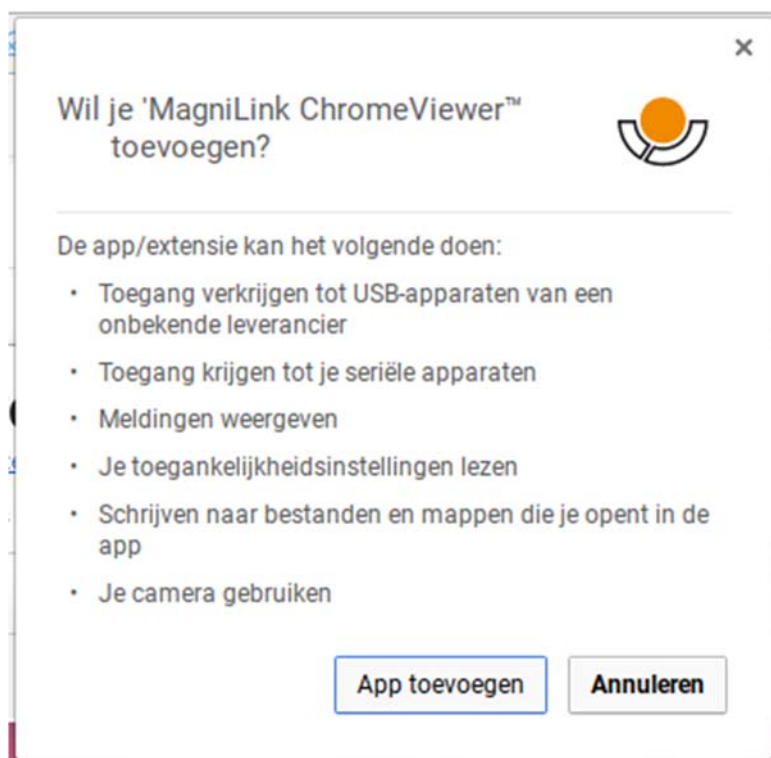 Wil je 'MagniLink ChromeViewer™
toevoegen?
De app/extensie kan het volgende doen:
• Toegang verkrijgen tot USB-apparaten van een
onbekende leverancier
• Toegang krijgen tot je seriële apparaten
• Meldingen weergeven
• Je toegankelijkheidsinstellingen lezen
• Schrijven naar bestanden en mappen die je opent in de
app
• Je camera gebruiken
App toevoegen Annuleren